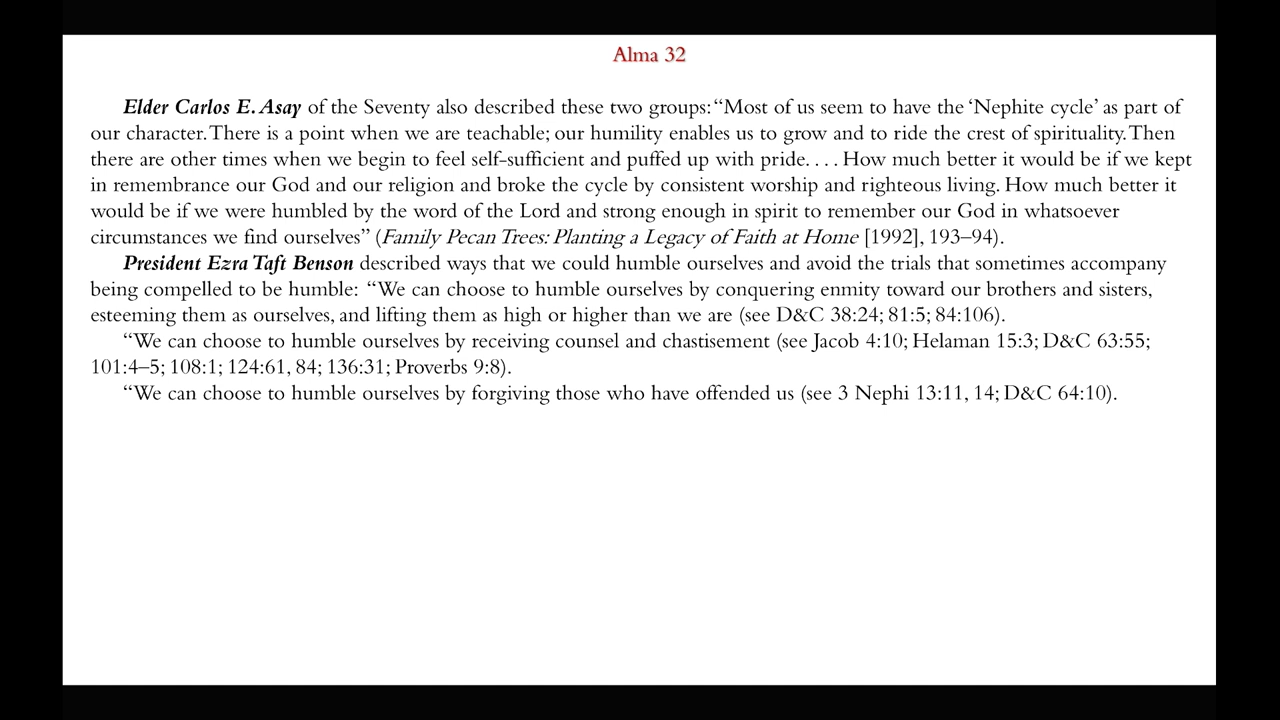 Alma 32
Elder Carlos E. Asay of the Seventy also described these two groups: “Most of us seem to have the ‘Nephite cycle’ as part of
our character. There is a point when we are teachable; our humility enables us to grow and to ride the crest of spirituality. Then
there are other times when we begin to feel self-sufficient and puffed up with pride. . . . How much better it would be if we kept
in remembrance our God and our religion and broke the cycle by consistent worship and righteous living. How much better it
would be if we were humbled by the word of the Lord and strong enough in spirit to remember our God in whatsoever
circumstances we find ourselves” (Family Pecan Trees: Planting a Legacy of Faith at Home [1992], 193–94).
President Ezra Taft Benson described ways that we could humble ourselves and avoid the trials that sometimes accompany
being compelled to be humble: “We can choose to humble ourselves by conquering enmity toward our brothers and sisters,
esteeming them as ourselves, and lifting them as high or higher than we are (see D&C 38:24; 81:5; 84:106).
“We can choose to humble ourselves by receiving counsel and chastisement (see Jacob 4:10; Helaman 15:3; D&C 63:55;
101:4–5; 108:1; 124:61, 84; 136:31; Proverbs 9:8).
“We can choose to humble ourselves by forgiving those who have offended us (see 3 Nephi 13:11, 14; D&C 64:10).